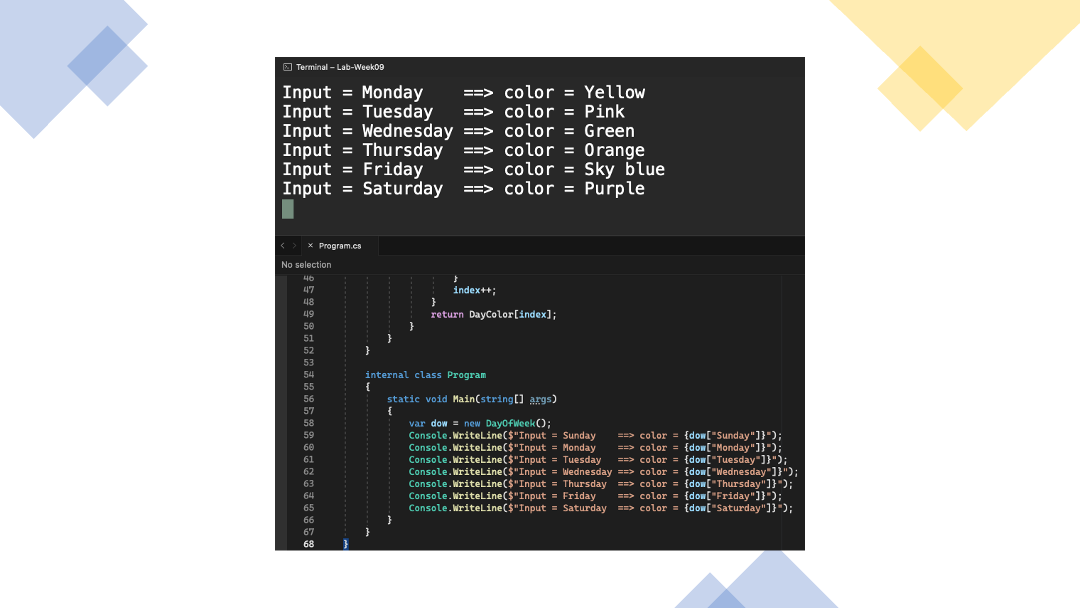 Terminal – Lab-Week09
Input = Monday    ==> color = Yellow
Input = Tuesday   ==> color = Pink
Input = Wednesday ==> color = Green
Input = Thursday  ==> color = Orange
Input = Friday    ==> color = Sky blue
Input = Saturday  ==> color = Purple
Program.cs
No selection
46 }
47 index++;
48 }
49 return DayColor[index];
50 }
51 }
52 }
53
54 internal class Program
55 {
56 static void Main(string[] args)
57 {
58 var dow = new DayOfWeek();
59 Console.WriteLine($"Input = Sunday    ==> color = {dow["Sunday"]}");
60 Console.WriteLine($"Input = Monday    ==> color = {dow["Monday"]}");
61 Console.WriteLine($"Input = Tuesday   ==> color = {dow["Tuesday"]}");
62 Console.WriteLine($"Input = Wednesday ==> color = {dow["Wednesday"]}");
63 Console.WriteLine($"Input = Thursday  ==> color = {dow["Thursday"]}");
64 Console.WriteLine($"Input = Friday    ==> color = {dow["Friday"]}");
65 Console.WriteLine($"Input = Saturday  ==> color = {dow["Saturday"]}");
66 }
67 }
68 }